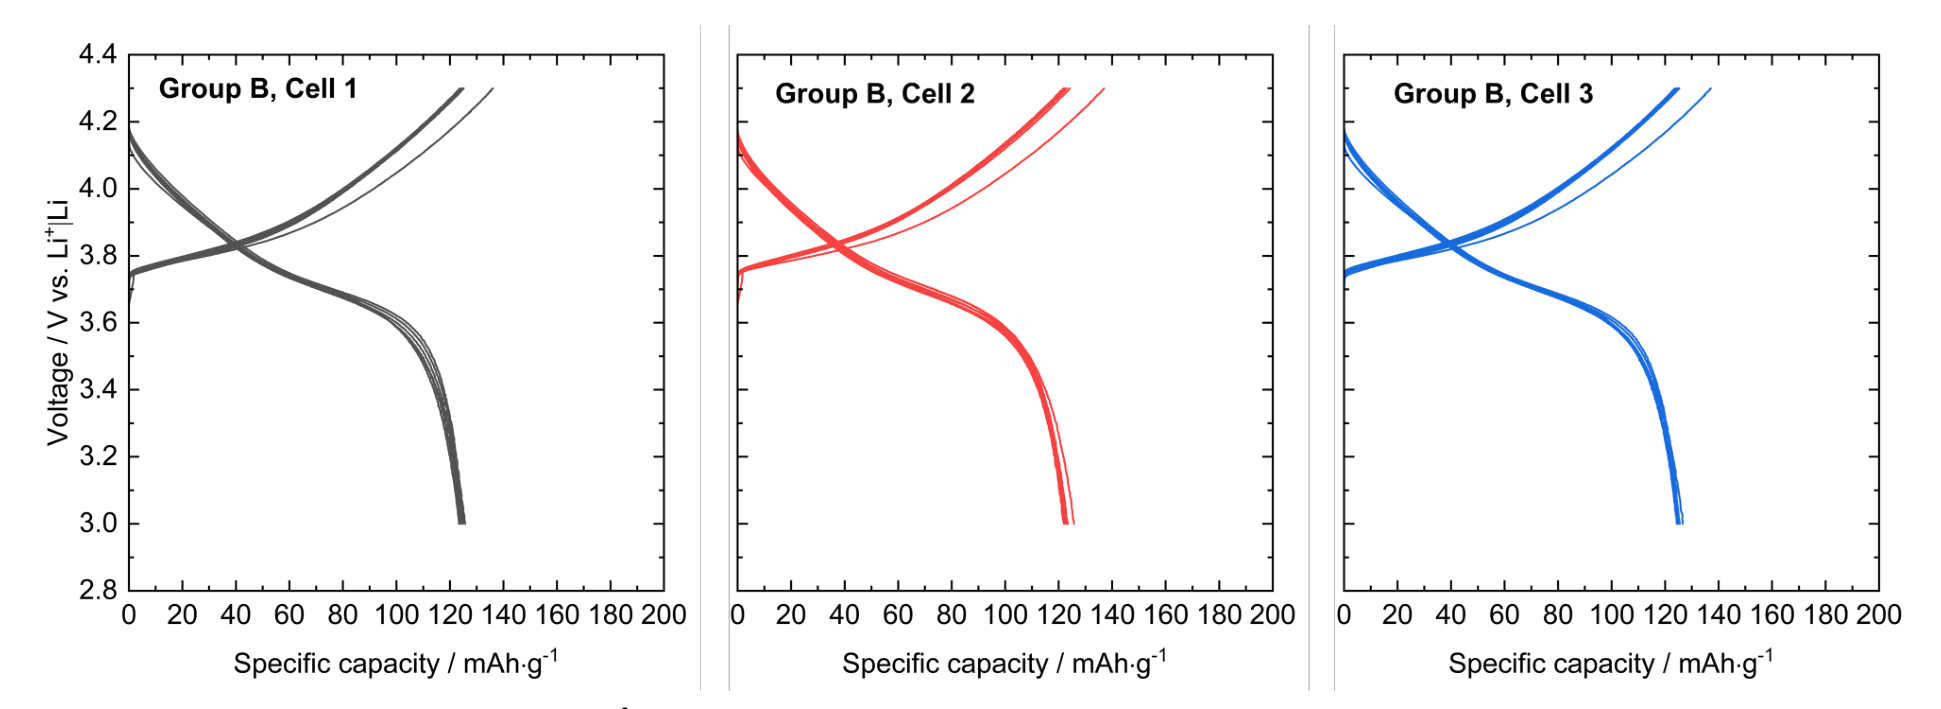 Group B, Cell 1
Group B, Cell 2
Group B, Cell 3
4.4
4.2
4.0
3.8
3.6
3.4
3.2
3.0
2.8
Voltage / V vs. Li⁺|Li
0 20 40 60 80 100 120 140 160 180 200
0 20 40 60 80 100 120 140 160 180 200
0 20 40 60 80 100 120 140 160 180 200
Specific capacity / mAh·g⁻¹
Specific capacity / mAh·g⁻¹
Specific capacity / mAh·g⁻¹